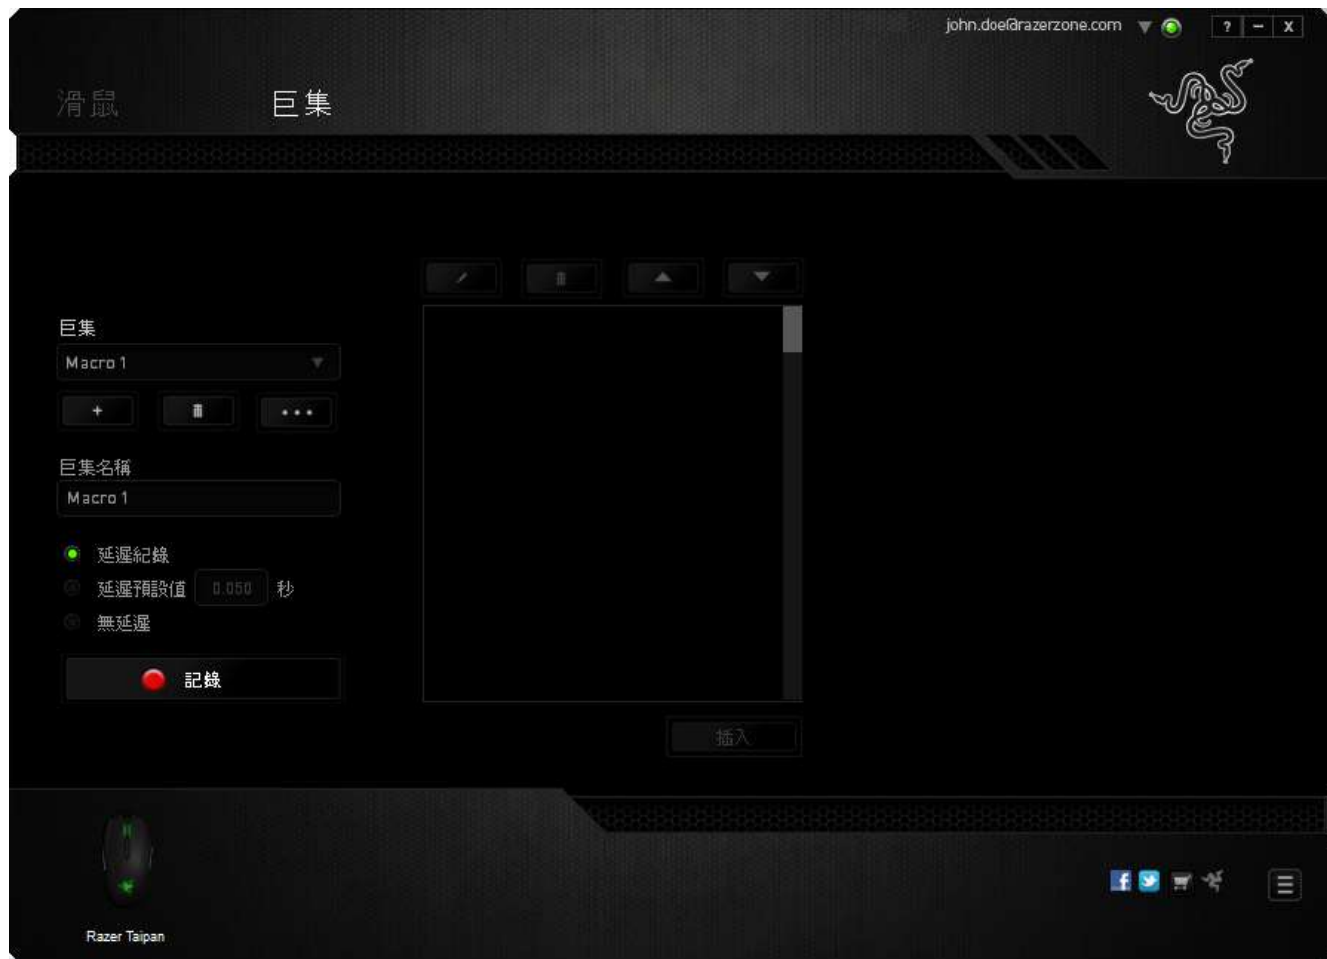 john.doe@razerzone.com
? − X
滑鼠 巨集
巨集
Macro 1
巨集名稱
Macro 1
延遲紀錄
延遲預設值 0.050 秒
無延遲
記錄
插入
Razer Taipan